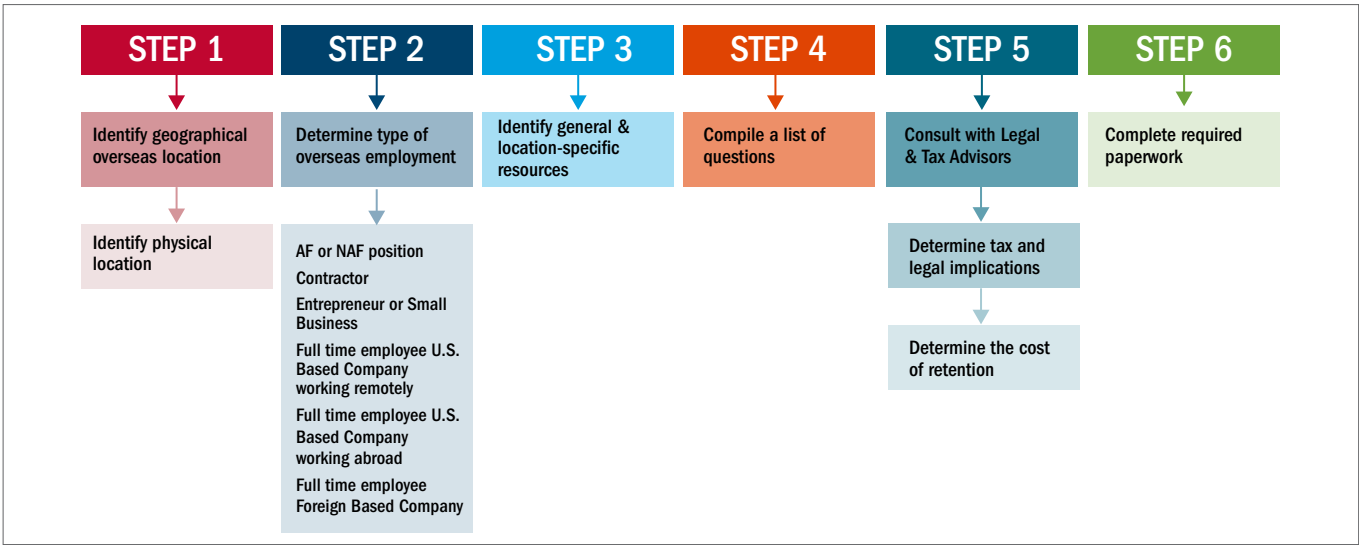 STEP 1
Identify geographical
overseas location
Identify physical
location
STEP 2
Determine type of
overseas employment
AF or NAF position
Contractor
Entrepreneur or Small
Business
Full time employee U.S.
Based Company
working remotely
Full time employee U.S.
Based Company
working abroad
Full time employee
Foreign Based Company
STEP 3
Identify general &
location-specific
resources
STEP 4
Compile a list of
questions
STEP 5
Consult with Legal
& Tax Advisors
Determine tax and
legal implications
Determine the cost
of retention
STEP 6
Complete required
paperwork